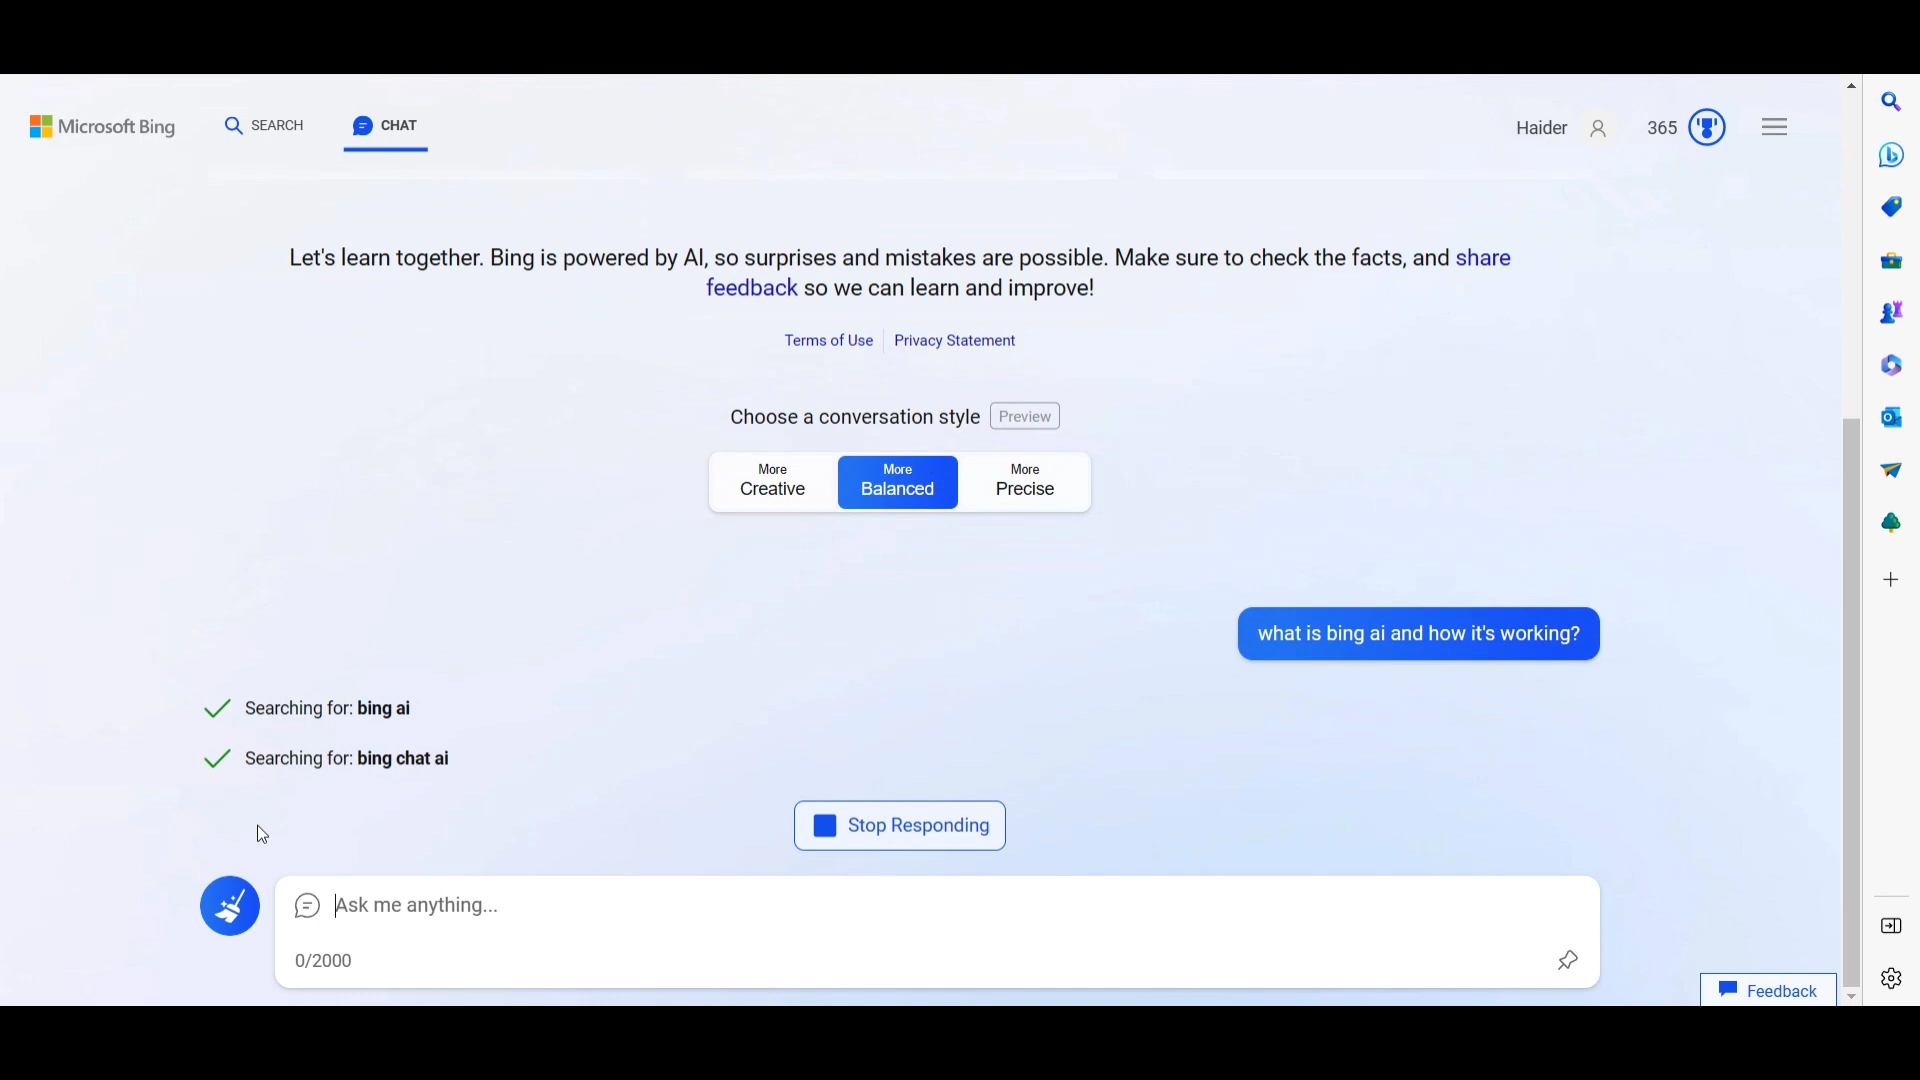 Microsoft Bing
SEARCH
CHAT
Haider
365
Let's learn together. Bing is powered by AI, so surprises and mistakes are possible. Make sure to check the facts, and share
feedback so we can learn and improve!
Terms of Use
Privacy Statement
Choose a conversation style
Preview
More
Creative
More
Balanced
More
Precise
what is bing ai and how it's working?
Searching for: bing ai
Searching for: bing chat ai
Stop Responding
Ask me anything...
0/2000
Feedback